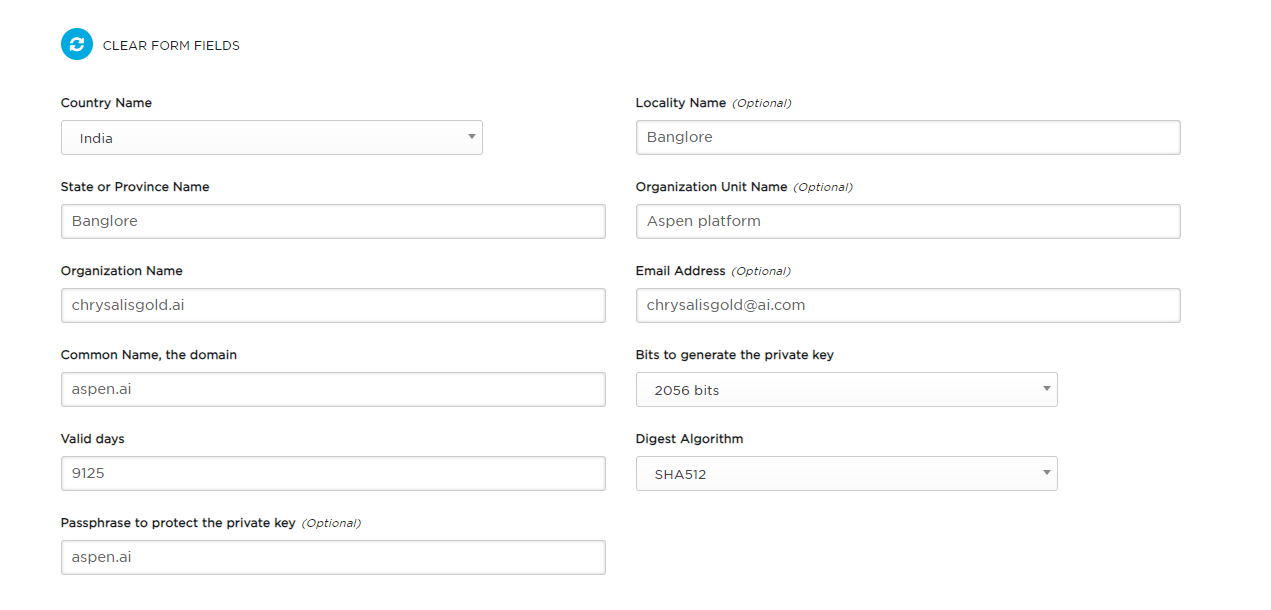 CLEAR FORM FIELDS
Country Name
India
Locality Name (Optional)
Banglore
State or Province Name
Banglore
Organization Unit Name (Optional)
Aspen platform
Organization Name
chrysalisgold.ai
Email Address (Optional)
chrysalisgold@ai.com
Common Name, the domain
aspen.ai
Bits to generate the private key
2056 bits
Valid days
9125
Digest Algorithm
SHA512
Passphrase to protect the private key (Optional)
aspen.ai